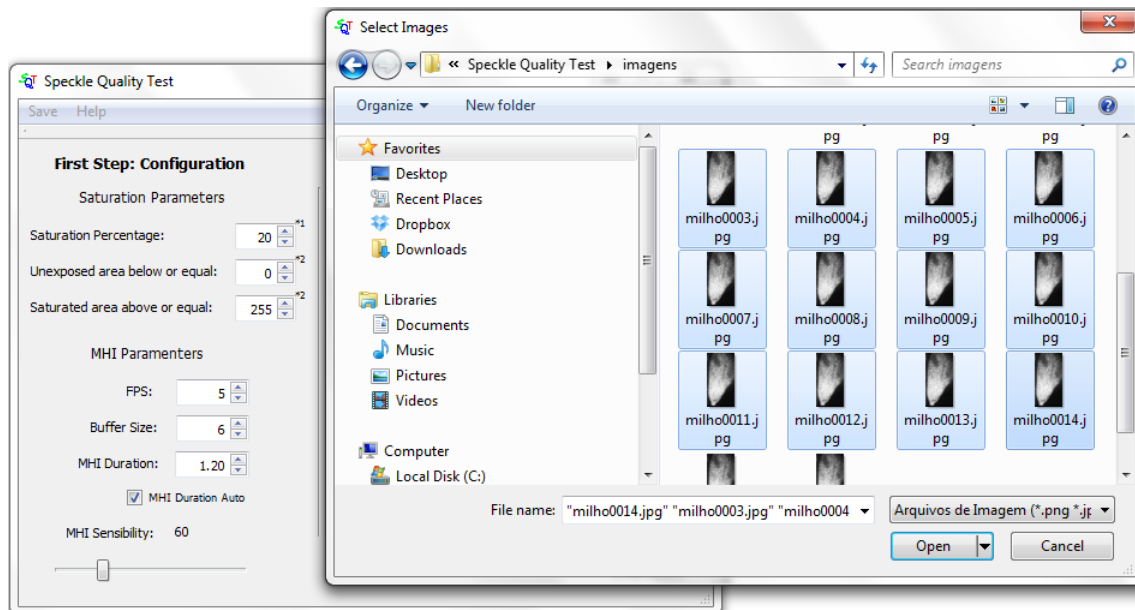 Speckle Quality Test
Save Help
First Step: Configuration
Saturation Parameters
Saturation Percentage: 20 *1
Unexposed area below or equal: 0 *2
Saturated area above or equal: 255 *2
MHI Paramenters
FPS: 5
Buffer Size: 6
MHI Duration: 1.20
MHI Duration Auto
MHI Sensibility: 60
Select Images
« Speckle Quality Test imagens
Search imagens
Organize New folder
Favorites
Desktop
Recent Places
Dropbox
Downloads
Libraries
Documents
Music
Pictures
Videos
Computer
Local Disk (C:)
pg pg pg
milho0003.j milho0004.j milho0005.j milho0006.j
pg pg pg pg
milho0007.j milho0008.j milho0009.j milho0010.j
pg pg pg pg
milho0011.j milho0012.j milho0013.j milho0014.j
pg pg pg pg
File name: "milho0014.jpg" "milho0003.jpg" "milho0004
Arquivos de Imagem (*.png *.jp
Open Cancel